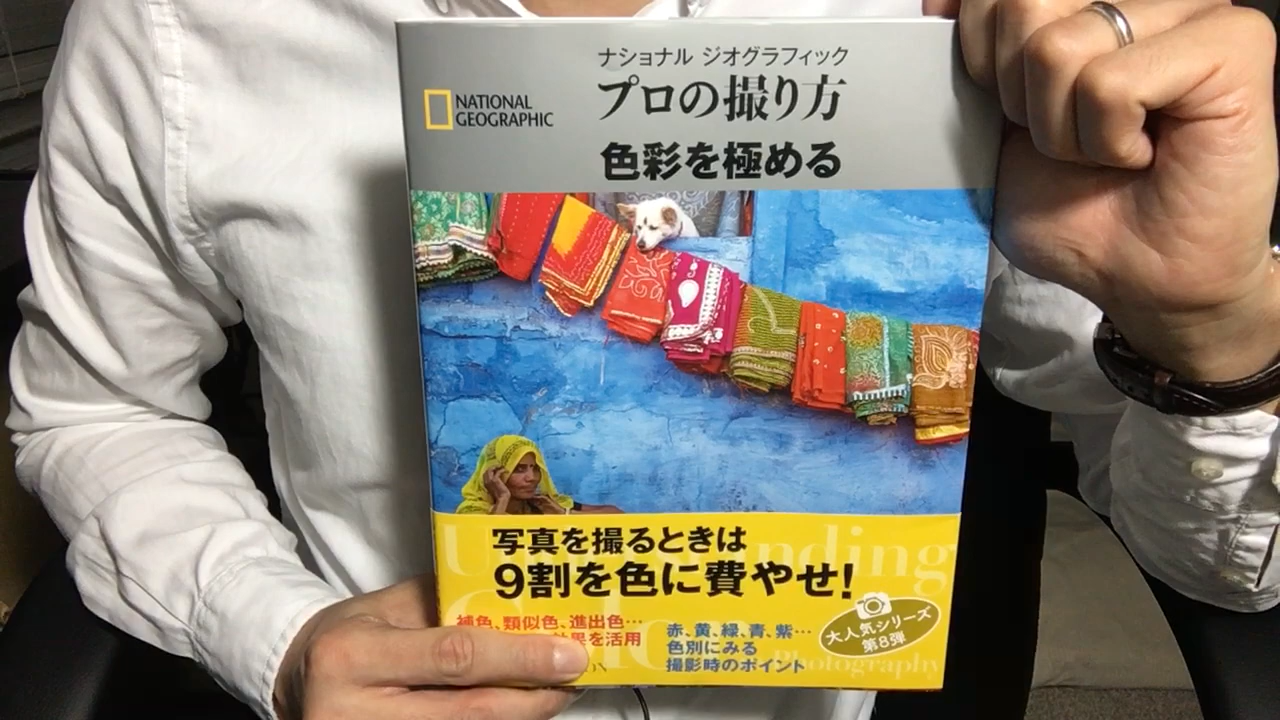 ナショナル ジオグラフィック
プロの撮り方
色彩を極める
NATIONAL
GEOGRAPHIC
写真を撮るときは
9割を色に費やせ!
補色、類似色、進出色…
効果を活用
赤、黄、緑、青、紫…
色別にみる
撮影時のポイント
大人気シリーズ
第8弾
Photography